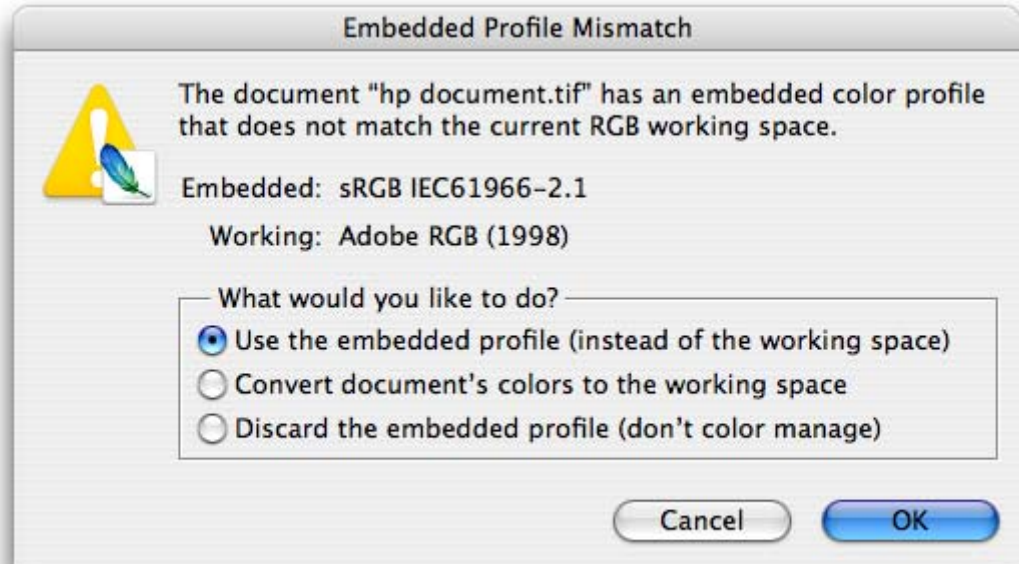 Embedded Profile Mismatch
The document “hp document.tif” has an embedded color profile
that does not match the current RGB working space.
Embedded: sRGB IEC61966-2.1
Working: Adobe RGB (1998)
What would you like to do?
Use the embedded profile (instead of the working space)
Convert document's colors to the working space
Discard the embedded profile (don't color manage)
Cancel OK